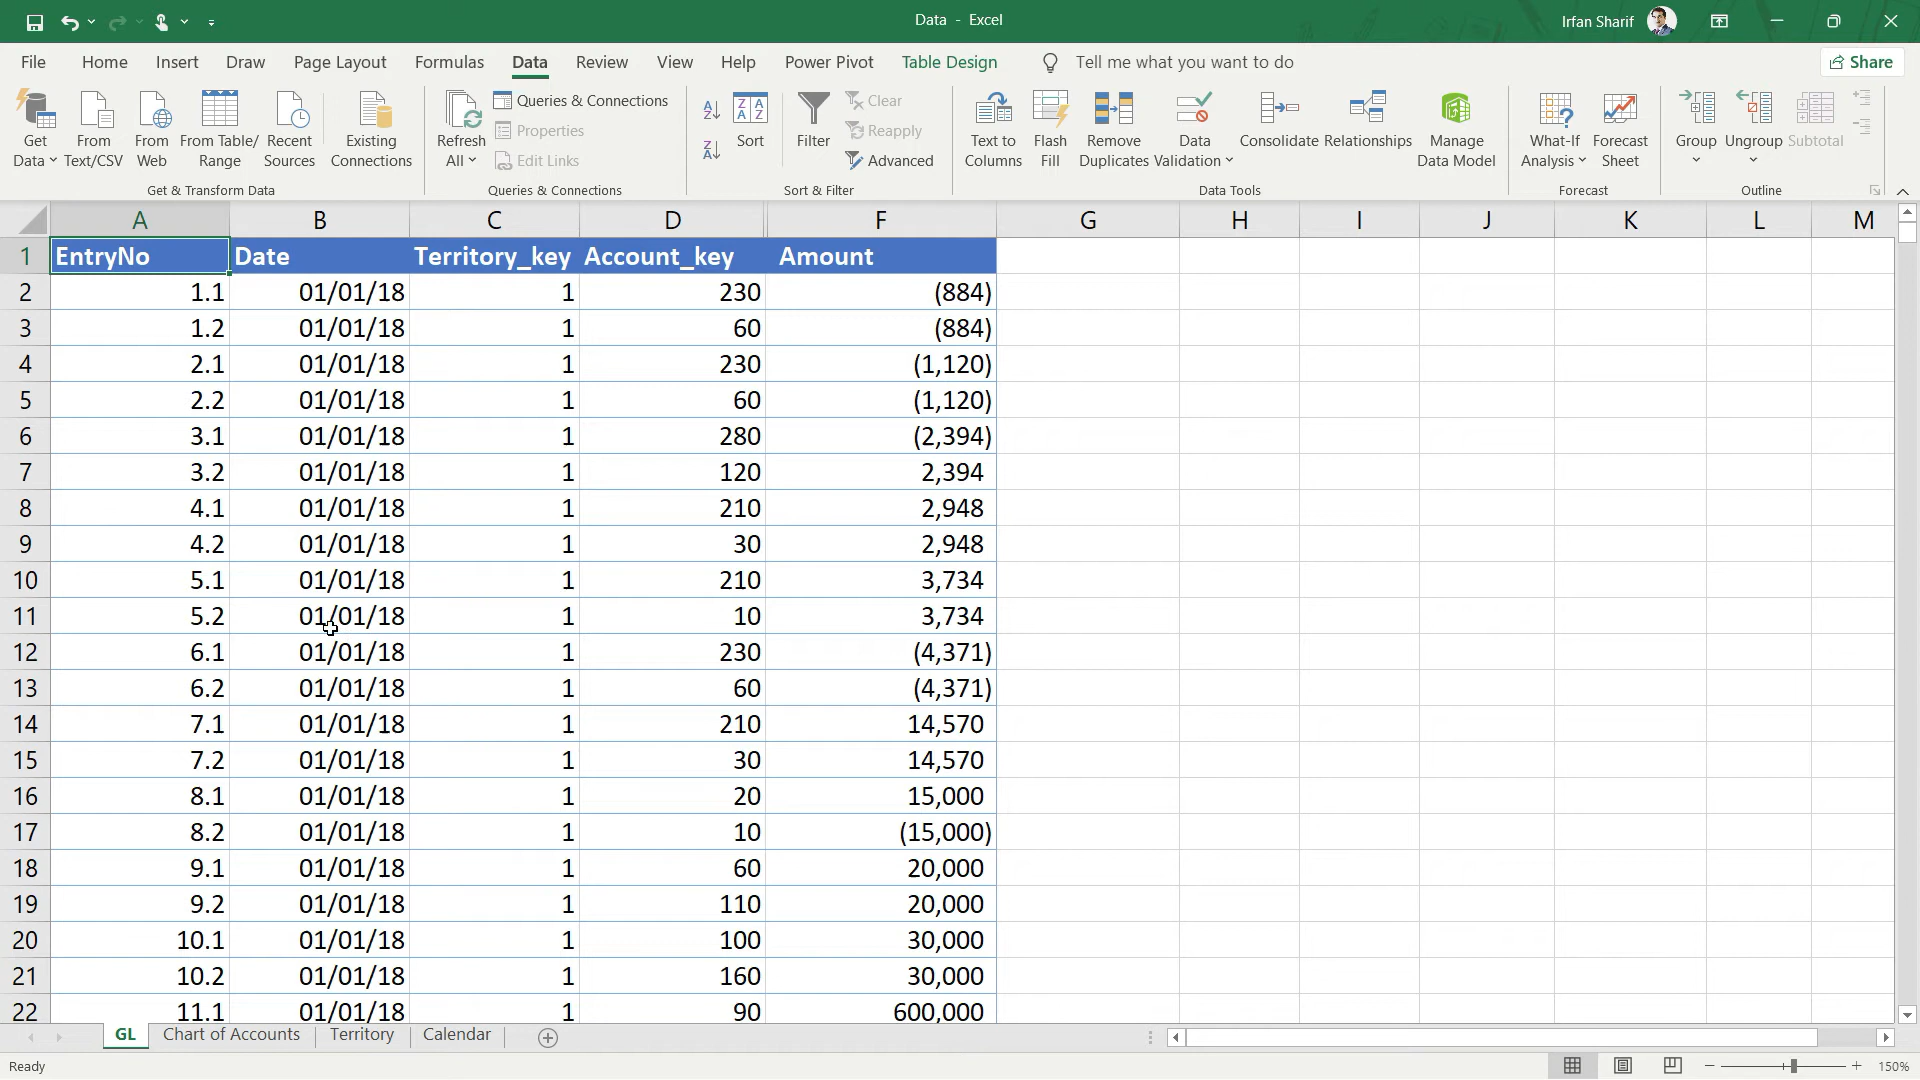 Data - Excel
Irfan Sharif
File Home Insert Draw Page Layout Formulas Data Review View Help Power Pivot Table Design Tell me what you want to do Share
Get Data
From Text/CSV
From Web
From Table/ Range
Recent Sources
Existing Connections
Get & Transform Data
Refresh All
Queries & Connections
Properties
Edit Links
Queries & Connections
A Z
Z A
Z A A Z
Sort
Filter
Clear
Reapply
Advanced
Sort & Filter
Text to Columns
Flash Fill
Remove Duplicates
Data Validation
Consolidate
Relationships
Manage Data Model
Data Tools
What-If Analysis
Forecast Sheet
Forecast
Group
Ungroup
Subtotal
Outline
A B C D F G H I J K L M
1 EntryNo Date Territory_key Account_key Amount
2 1.1 01/01/18 1 230 (884)
3 1.2 01/01/18 1 60 (884)
4 2.1 01/01/18 1 230 (1,120)
5 2.2 01/01/18 1 60 (1,120)
6 3.1 01/01/18 1 280 (2,394)
7 3.2 01/01/18 1 120 2,394
8 4.1 01/01/18 1 210 2,948
9 4.2 01/01/18 1 30 2,948
10 5.1 01/01/18 1 210 3,734
11 5.2 01/01/18 1 10 3,734
12 6.1 01/01/18 1 230 (4,371)
13 6.2 01/01/18 1 60 (4,371)
14 7.1 01/01/18 1 210 14,570
15 7.2 01/01/18 1 30 14,570
16 8.1 01/01/18 1 20 15,000
17 8.2 01/01/18 1 10 (15,000)
18 9.1 01/01/18 1 60 20,000
19 9.2 01/01/18 1 110 20,000
20 10.1 01/01/18 1 100 30,000
21 10.2 01/01/18 1 160 30,000
22 11.1 01/01/18 1 90 600,000
GL Chart of Accounts Territory Calendar
Ready
150%